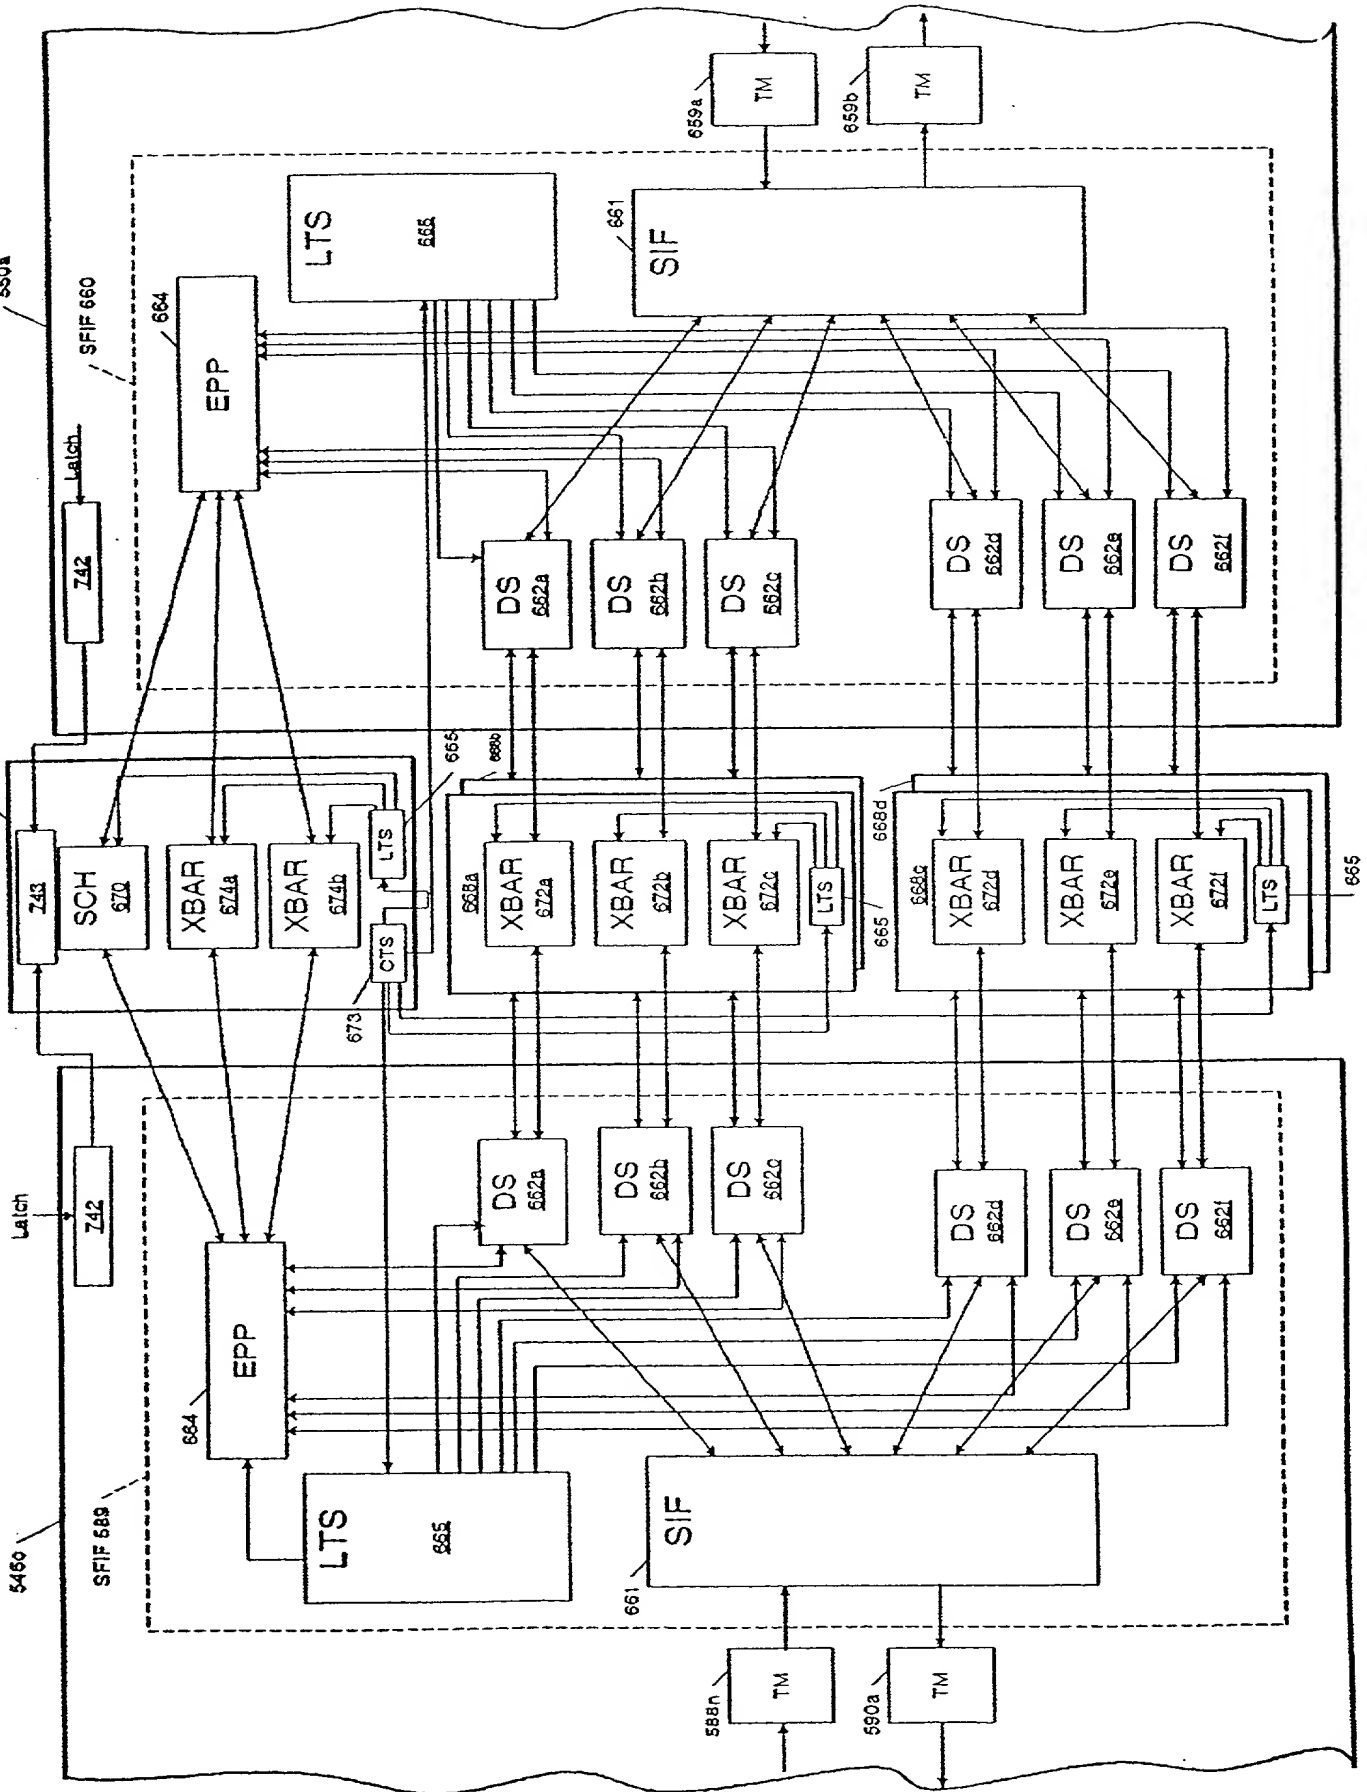 550a
SFIF 660
664
EPP
Latch
742
LTS
665
SIF
661
659a
TM
659b
TM
DS
662a
DS
662b
DS
662c
DS
662d
DS
662e
DS
662f
743
SCH
670
XBAR
674a
XBAR
674b
LTS
665
CTS
673
668b
668a
XBAR
672a
XBAR
672b
XBAR
672c
LTS
665
668d
668c
XBAR
672d
XBAR
672e
XBAR
672f
LTS
665
Latch
742
546o
SFIF 589
664
EPP
LTS
665
SIF
661
588n
TM
590a
TM
DS
662a
DS
662b
DS
662c
DS
662d
DS
662e
DS
662f